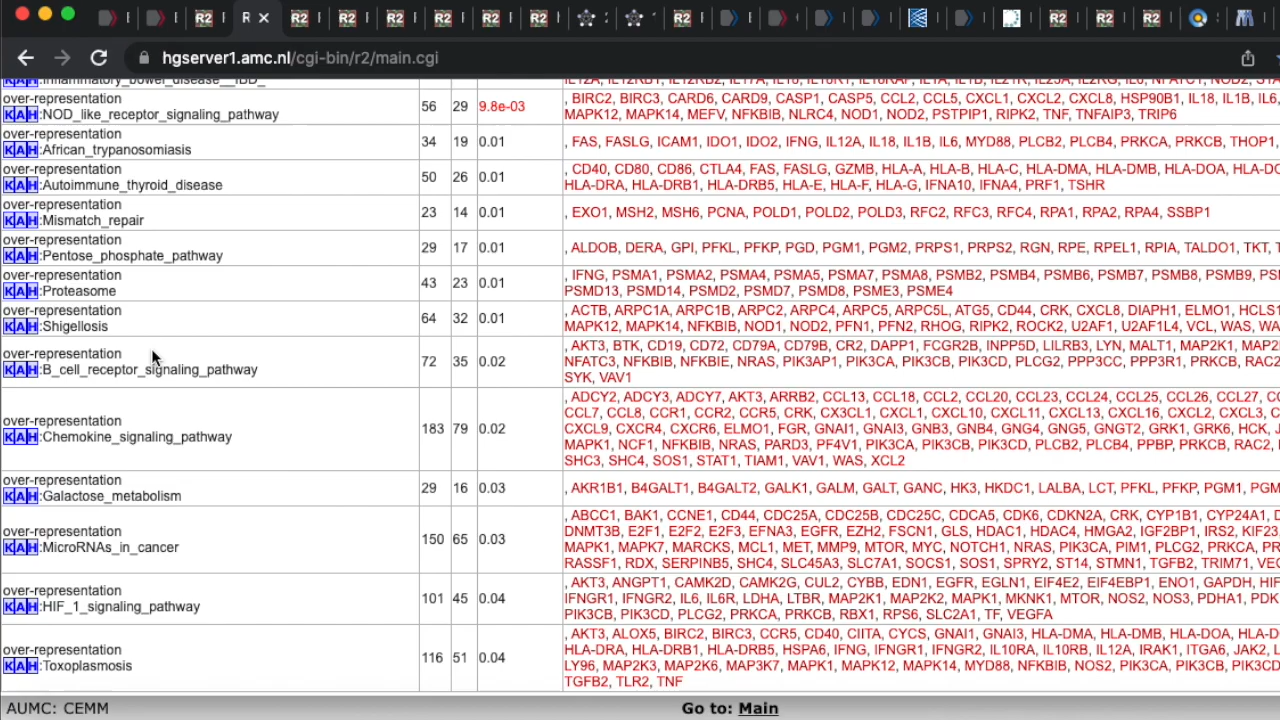 R2
R2
R2
R2
R2
R2
R2
R2
R2
R2
R2
R2
hgserver1.amc.nl/cgi-bin/r2/main.cgi
over-representation
K|A|H:NOD_like_receptor_signaling_pathway
56 29 9.8e-03
, BIRC2, BIRC3, CARD6, CARD9, CASP1, CASP5, CCL2, CCL5, CXCL1, CXCL2, CXCL8, HSP90B1, IL18, IL1B, IL6,
MAPK12, MAPK14, MEFV, NFKBIB, NLRC4, NOD1, NOD2, PSTPIP1, RIPK2, TNF, TNFAIP3, TRIP6
over-representation
K|A|H:African_trypanosomiasis
34 19 0.01
, FAS, FASLG, ICAM1, IDO1, IDO2, IFNG, IL12A, IL18, IL1B, IL6, MYD88, PLCB2, PLCB4, PRKCA, PRKCB, THOP1,
over-representation
K|A|H:Autoimmune_thyroid_disease
50 26 0.01
, CD40, CD80, CD86, CTLA4, FAS, FASLG, GZMB, HLA-A, HLA-B, HLA-C, HLA-DMA, HLA-DMB, HLA-DOA,
HLA-DRA, HLA-DRB1, HLA-DRB5, HLA-E, HLA-F, HLA-G, IFNA10, IFNA4, PRF1, TSHR
over-representation
K|A|H:Mismatch_repair
23 14 0.01
, EXO1, MSH2, MSH6, PCNA, POLD1, POLD2, POLD3, RFC2, RFC3, RFC4, RPA1, RPA2, RPA4, SSBP1
over-representation
K|A|H:Pentose_phosphate_pathway
29 17 0.01
, ALDOB, DERA, GPI, PFKL, PFKP, PGD, PGM1, PGM2, PRPS1, PRPS2, RGN, RPE, RPEL1, RPIA, TALDO1, TKT,
over-representation
K|A|H:Proteasome
43 23 0.01
, IFNG, PSMA1, PSMA2, PSMA4, PSMA5, PSMA7, PSMA8, PSMB2, PSMB4, PSMB6, PSMB7, PSMB8, PSMB9,
PSMD13, PSMD14, PSMD2, PSMD7, PSMD8, PSME3, PSME4
over-representation
K|A|H:Shigellosis
64 32 0.01
, ACTB, ARPC1A, ARPC1B, ARPC2, ARPC4, ARPC5, ARPC5L, ATG5, CD44, CRK, CXCL8, DIAPH1, ELMO1,
MAPK12, MAPK14, NFKBIB, NOD1, NOD2, PFN1, PFN2, RHOG, RIPK2, ROCK2, U2AF1, U2AF1L4, VCL, WAS,
over-representation
K|A|H:B_cell_receptor_signaling_pathway
72 35 0.02
, AKT3, BTK, CD19, CD72, CD79A, CD79B, CR2, DAPP1, FCGR2B, INPP5D, LILRB3, LYN, MALT1, MAP2K1,
NFATC3, NFKBIB, NFKBIE, NRAS, PIK3AP1, PIK3CA, PIK3CB, PIK3CD, PLCG2, PPP3CC, PPP3R1, PRKCB,
SYK, VAV1
over-representation
K|A|H:Chemokine_signaling_pathway
183 79 0.02
, ADCY2, ADCY3, ADCY7, AKT3, ARRB2, CCL13, CCL18, CCL2, CCL20, CCL23, CCL24, CCL25, CCL26, CCL27,
CCL7, CCL8, CCR1, CCR2, CCR5, CRK, CX3CL1, CXCL1, CXCL10, CXCL11, CXCL13, CXCL16, CXCL2, CXCL3,
CXCL9, CXCR4, CXCR6, ELMO1, FGR, GNAI1, GNAI3, GNB3, GNB4, GNG4, GNG5, GNGT2, GRK1, GRK6, HCK,
MAPK1, NCF1, NFKBIB, NRAS, PARD3, PF4V1, PIK3CA, PIK3CB, PIK3CD, PLCB2, PLCB4, PPBP, PRKCB, RAC2,
SHC3, SHC4, SOS1, STAT1, TIAM1, VAV1, WAS, XCL2
over-representation
K|A|H:Galactose_metabolism
29 16 0.03
, AKR1B1, B4GALT1, B4GALT2, GALK1, GALM, GALT, GANC, HK3, HKDC1, LALBA, LCT, PFKL, PFKP, PGM1,
over-representation
K|A|H:MicroRNAs_in_cancer
150 65 0.03
, ABCC1, BAK1, CCNE1, CD44, CDC25A, CDC25B, CDC25C, CDCA5, CDK6, CDKN2A, CRK, CYP1B1, CYP24A1,
DNMT3B, E2F1, E2F2, E2F3, EFNA3, EGFR, EZH2, FSCN1, GLS, HDAC1, HDAC4, HMGA2, IGF2BP1, IRS2,
MAPK1, MAPK7, MARCKS, MCL1, MET, MMP9, MTOR, MYC, NOTCH1, NRAS, PIK3CA, PIM1, PLCG2, PRKCA,
RASSF1, RDX, SERPINB5, SHC4, SLC45A3, SLC7A1, SOCS1, SOS1, SPRY2, ST14, STMN1, TGFB2, TRIM71,
over-representation
K|A|H:HIF_1_signaling_pathway
101 45 0.04
, AKT3, ANGPT1, CAMK2D, CAMK2G, CUL2, CYBB, EDN1, EGFR, EGLN1, EIF4E2, EIF4EBP1, ENO1, GAPDH,
IFNGR1, IFNGR2, IL6, IL6R, LDHA, LTBR, MAP2K1, MAP2K2, MAPK1, MKNK1, MTOR, NOS2, NOS3, PDHA1,
PIK3CB, PIK3CD, PLCG2, PRKCA, PRKCB, RBX1, RPS6, SLC2A1, TF, VEGFA
over-representation
K|A|H:Toxoplasmosis
116 51 0.04
, AKT3, ALOX5, BIRC2, BIRC3, CCR5, CD40, CIITA, CYCS, GNAI1, GNAI3, HLA-DMA, HLA-DMB, HLA-DOA,
HLA-DRA, HLA-DRB1, HLA-DRB5, HSPA6, IFNG, IFNGR1, IFNGR2, IL10RA, IL10RB, IL12A, IRAK1, ITGA6, JAK2,
LY96, MAP2K3, MAP2K6, MAP3K7, MAPK1, MAPK12, MAPK14, MYD88, NFKBIB, NOS2, PIK3CA, PIK3CB,
TGFB2, TLR2, TNF
AUMC: CEMM
Go to: Main